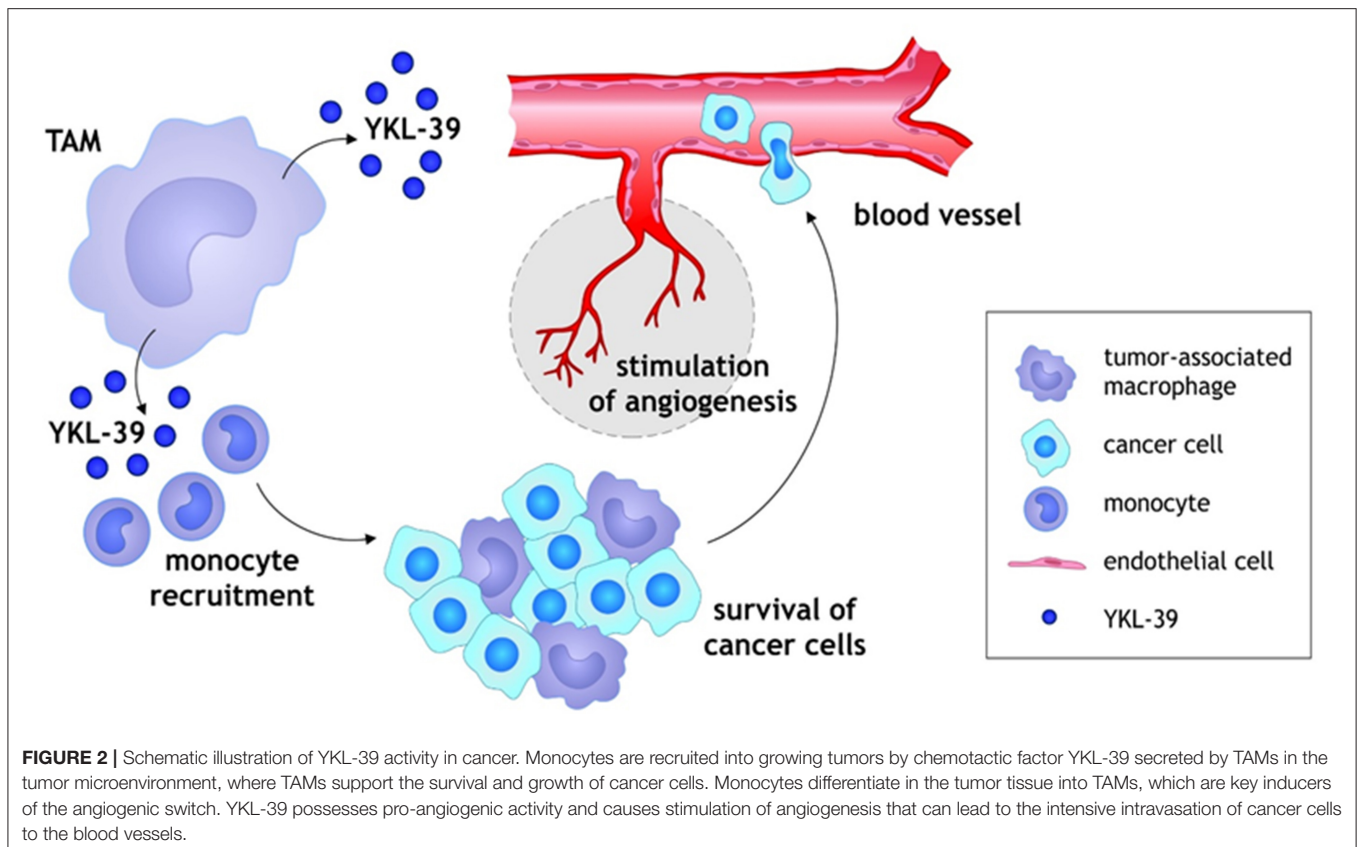 TAM
YKL-39
YKL-39
monocyte
recruitment
stimulation
of angiogenesis
blood vessel
survival of
cancer cells
tumor-associated
macrophage
cancer cell
monocyte
endothelial cell
YKL-39
FIGURE 2 | Schematic illustration of YKL-39 activity in cancer. Monocytes are recruited into growing tumors by chemotactic factor YKL-39 secreted by TAMs in the
tumor microenvironment, where TAMs support the survival and growth of cancer cells. Monocytes differentiate in the tumor tissue into TAMs, which are key inducers
of the angiogenic switch. YKL-39 possesses pro-angiogenic activity and causes stimulation of angiogenesis that can lead to the intensive intravasation of cancer cells
to the blood vessels.